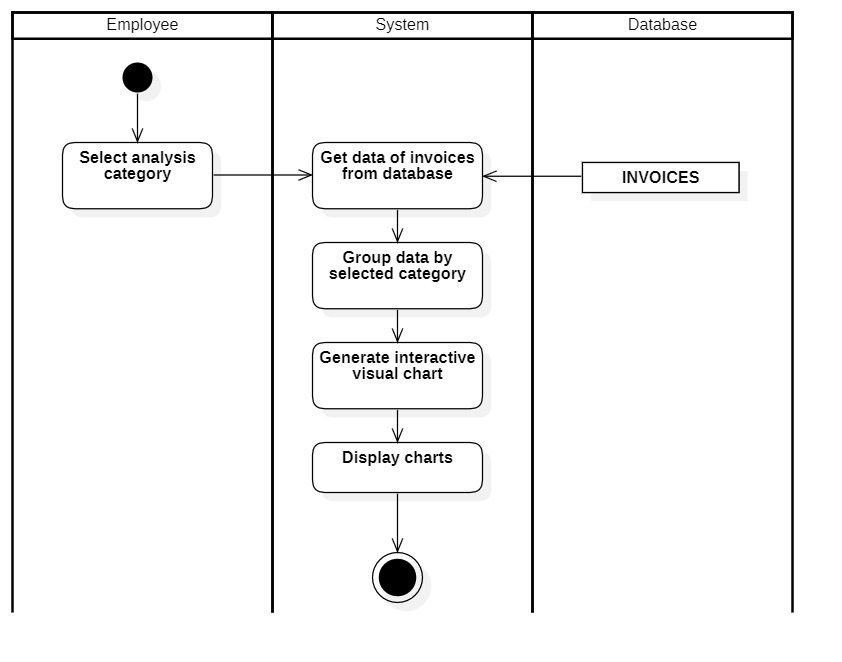 Employee
System
Database
Select analysis
category
Get data of invoices
from database
INVOICES
Group data by
selected category
Generate interactive
visual chart
Display charts